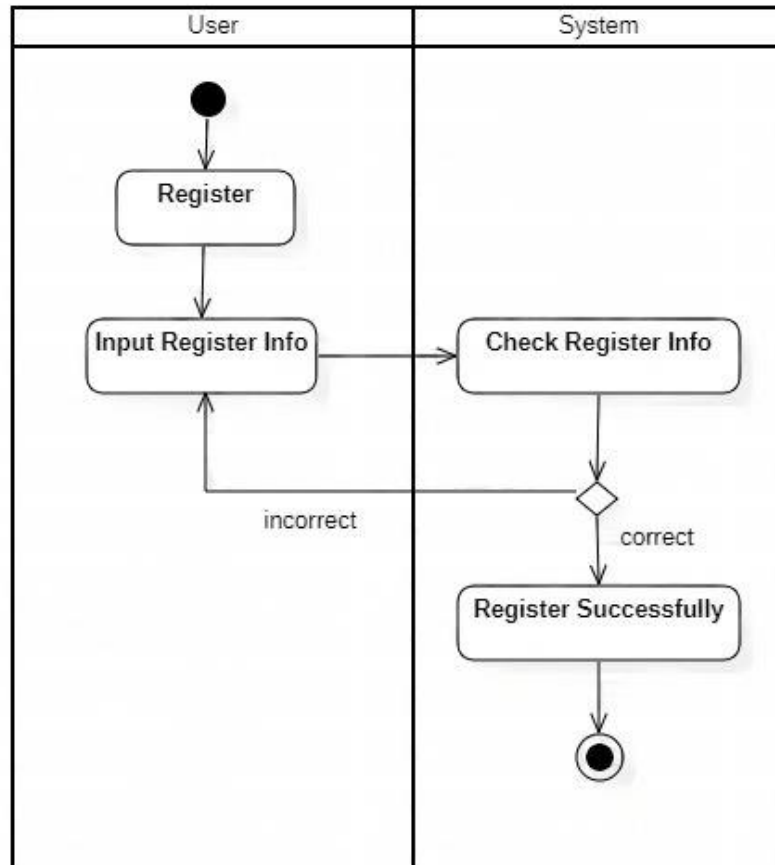 User
System
Register
Input Register Info
Check Register Info
incorrect
correct
Register Successfully